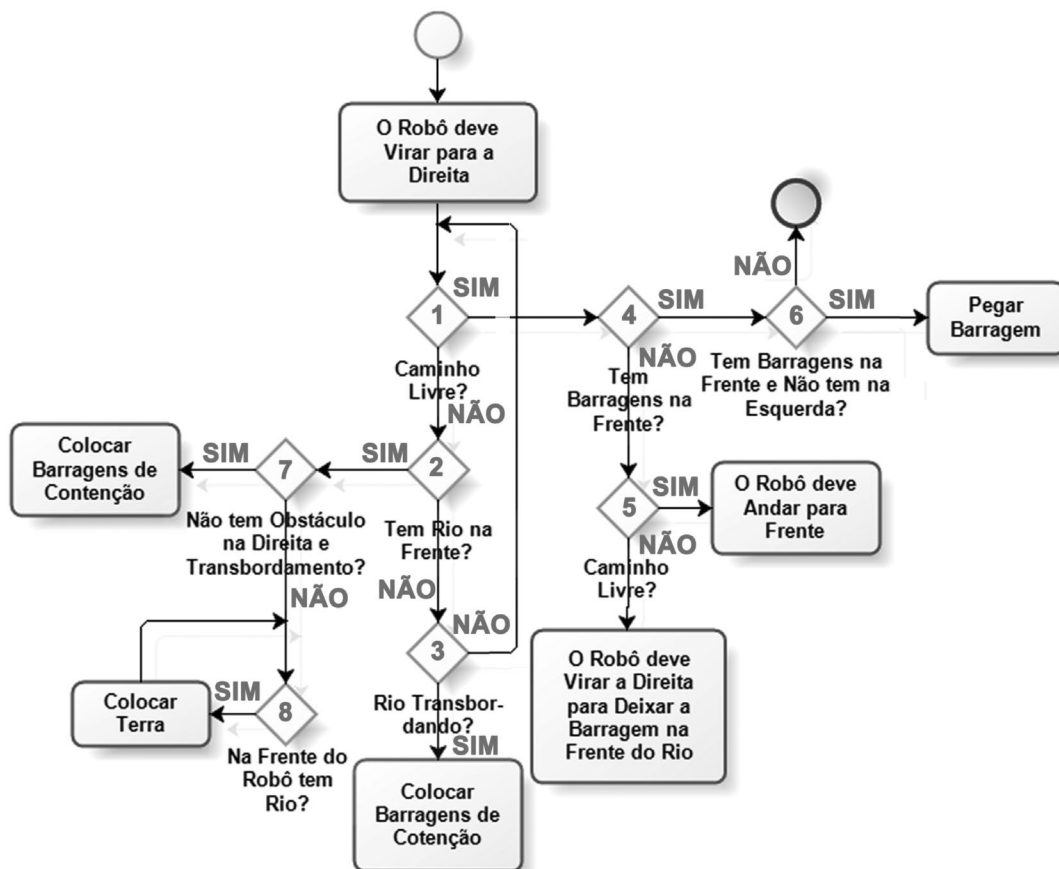 O Robô deve
Virar para a
Direita
SIM
1
Caminho
Livre?
NÃO
SIM
4
NÃO
Tem
Barragens na
Frente?
NÃO
SIM
6
Tem Barragens na
Frente e Não tem na
Esquerda?
Pegar
Barragem
Colocar
Barragens de
Contenção
SIM
7
Não tem Obstáculo
na Direita e
Transbordamento?
NÃO
SIM
2
Tem Rio na
Frente?
NÃO
SIM
5
NÃO
Caminho
Livre?
O Robô deve
Andar para
Frente
Colocar
Terra
SIM
8
Na Frente do
Robô tem
Rio?
NÃO
3
Rio Transbor-
dando?
SIM
O Robô deve
Virar a Direita
para Deixar a
Barragem na
Frente do Rio
Colocar
Barragens de
Cotenção